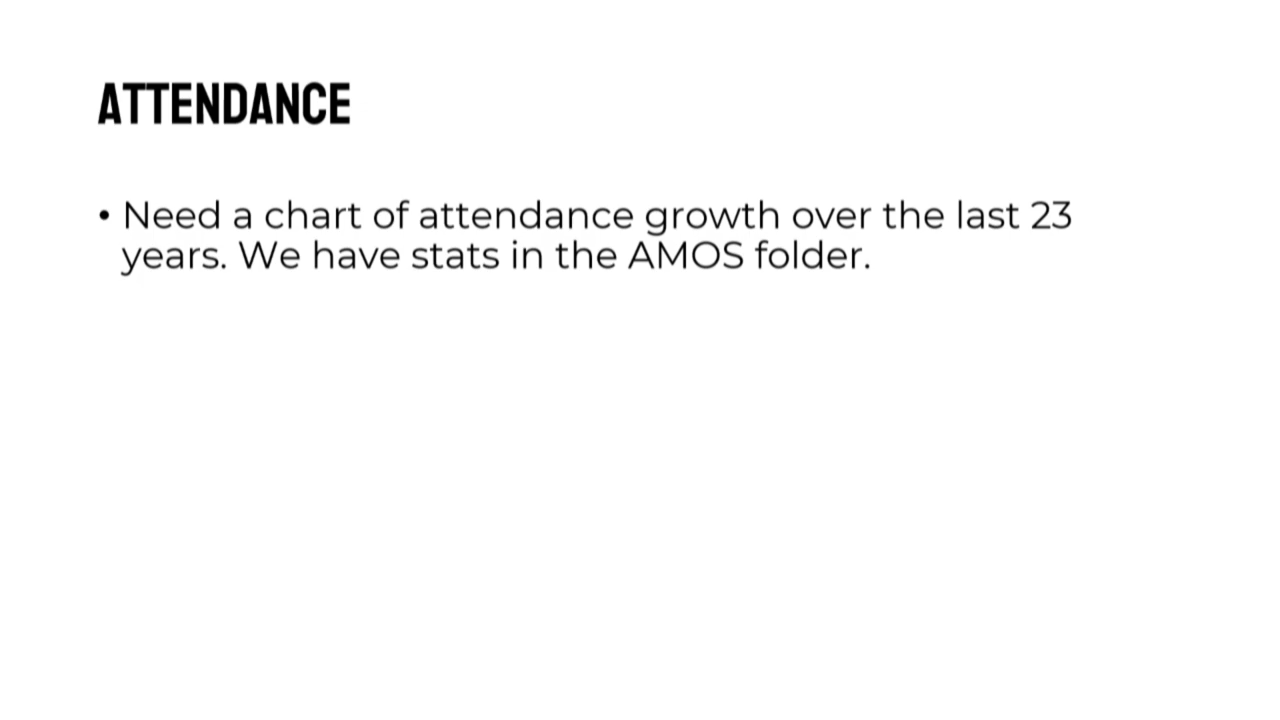 ATTENDANCE
• Need a chart of attendance growth over the last 23
years. We have stats in the AMOS folder.